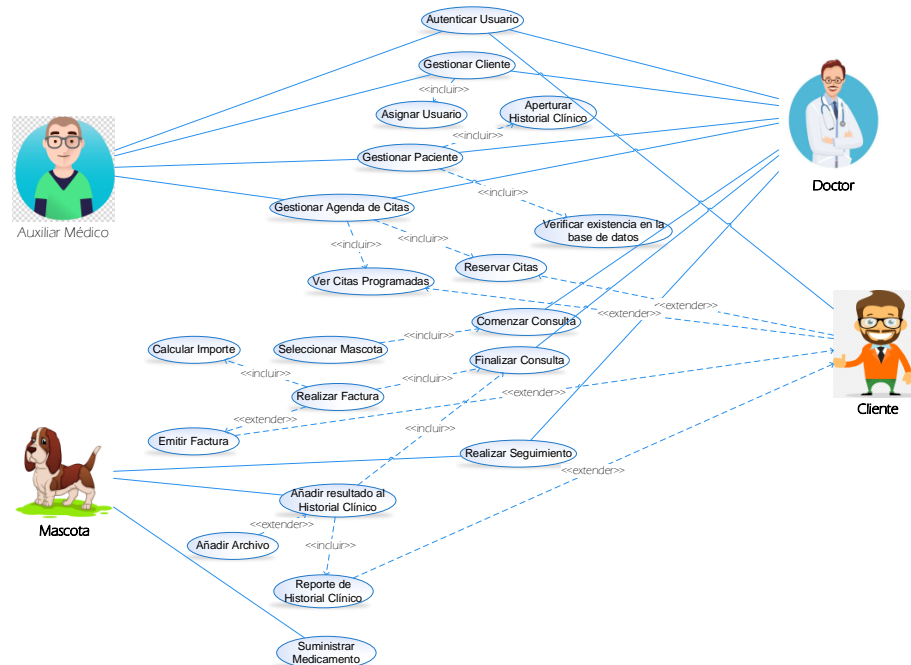 Autenticar Usuario
Gestionar Cliente
<<incluir>>
Asignar Usuario
Aperturar
Historial Clínico
<<incluir>>
Gestionar Paciente
Doctor
<<incluir>>
Gestionar Agenda de Citas
Auxiliar Médico
Verificar existencia en la
base de datos
<<incluir>>
<<incluir>>
Reservar Citas
Ver Citas Programadas
<<extender>>
<<extender>>
Comenzar Consulta
<<incluir>>
Calcular Importe
Seleccionar Mascota
Finalizar Consulta
<<incluir>>
<<incluir>>
Realizar Factura
<<extender>>
Cliente
<<extender>>
Emitir Factura
<<incluir>>
Realizar Seguimiento
<<extender>>
Añadir resultado al
Historial Clínico
Mascota
<<extender>>
Añadir Archivo
<<incluir>>
Reporte de
Historial Clínico
Suministrar
Medicamento